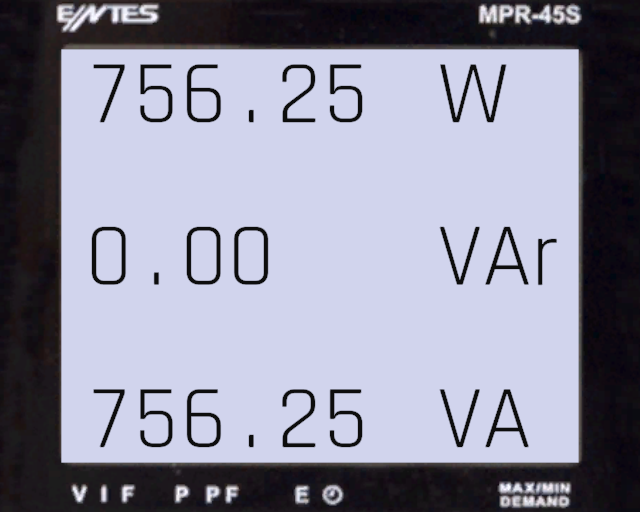 ENTES MPR-45S
756.25 W
0.00 VAr
756.25 VA
V I F P PF E MAX/MIN
DEMAND